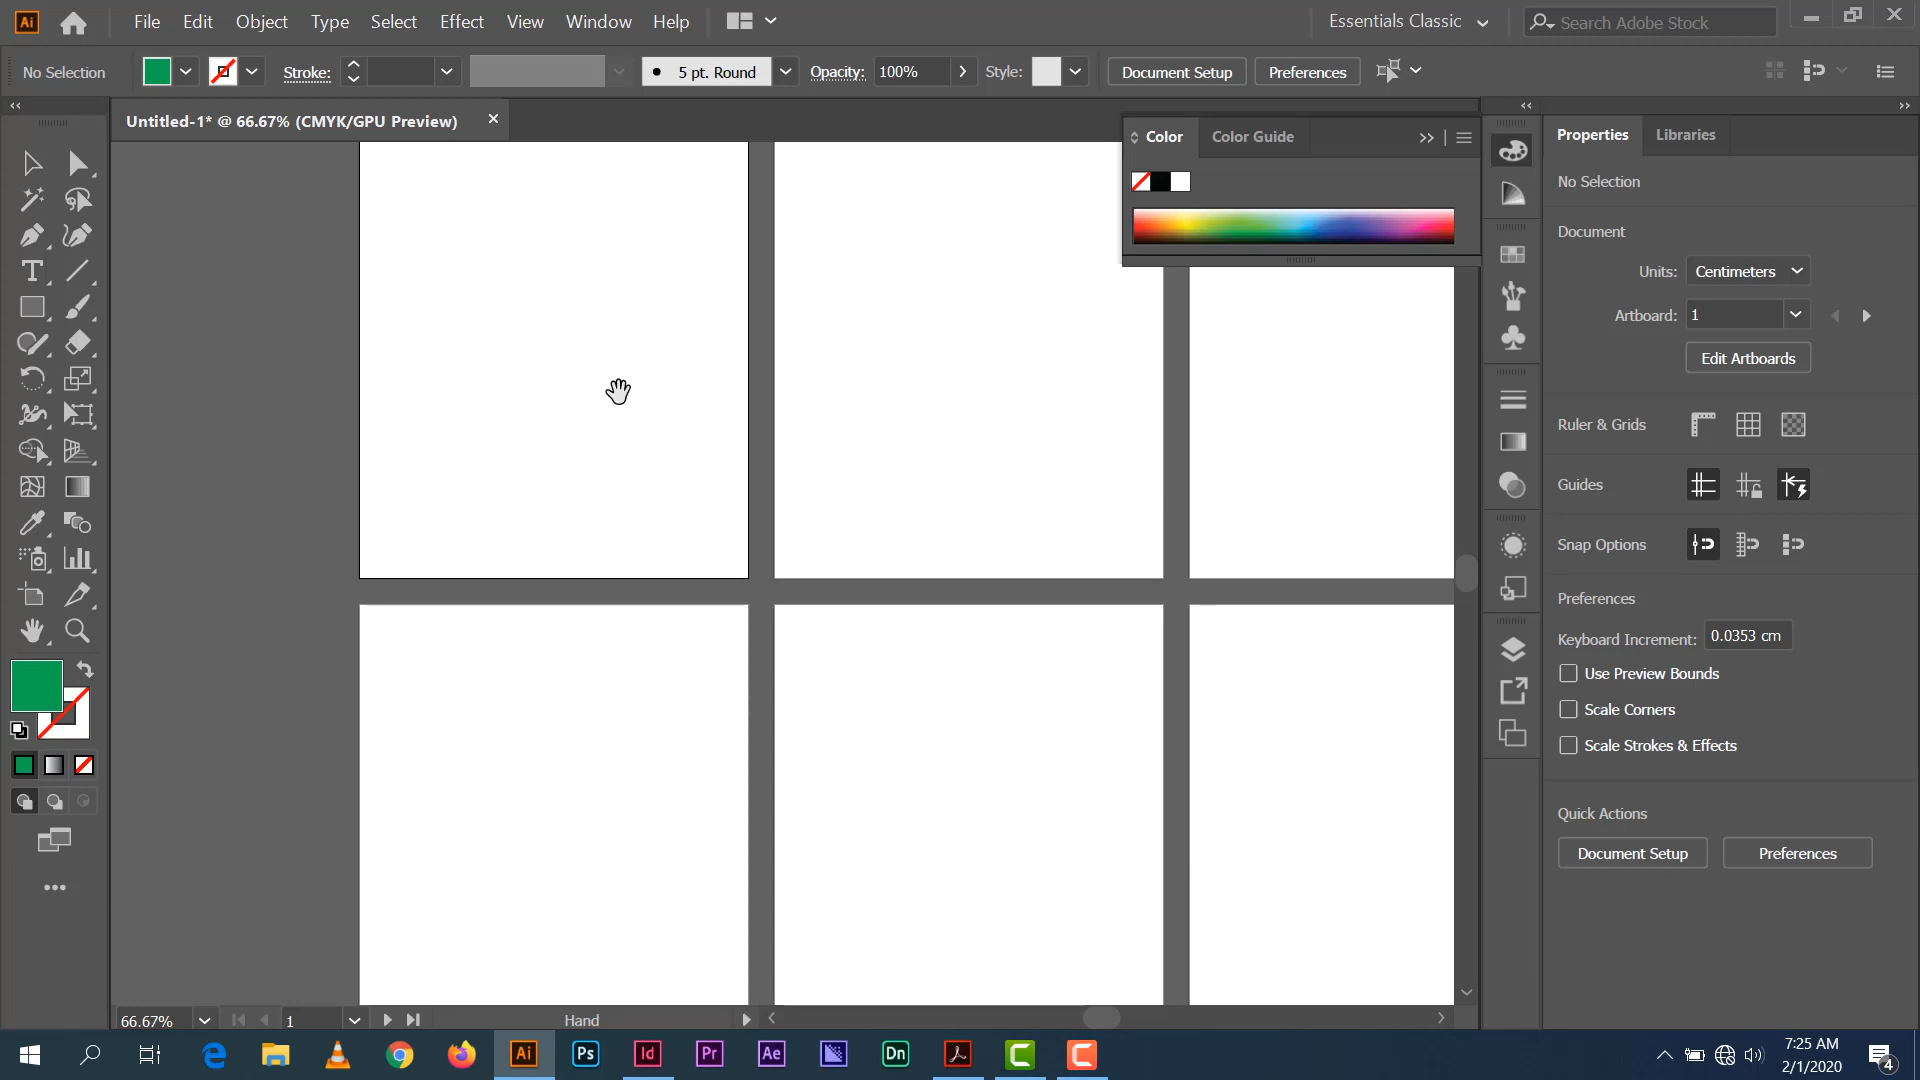 Ai File Edit Object Type Select Effect View Window Help Essentials Classic Search Adobe Stock
No Selection Stroke: 5 pt. Round Opacity: 100% Style: Document Setup Preferences
Untitled-1* @ 66.67% (CMYK/GPU Preview)
Color Color Guide
Properties Libraries
No Selection
Document
Units: Centimeters
Artboard: 1
Edit Artboards
Ruler & Grids
Guides
Snap Options
Preferences
Keyboard Increment: 0.0353 cm
Use Preview Bounds
Scale Corners
Scale Strokes & Effects
Quick Actions
Document Setup Preferences
66.67% 1 Hand
Ai Ps Id Pr Ae Dn
7:25 AM
2/1/2020
4